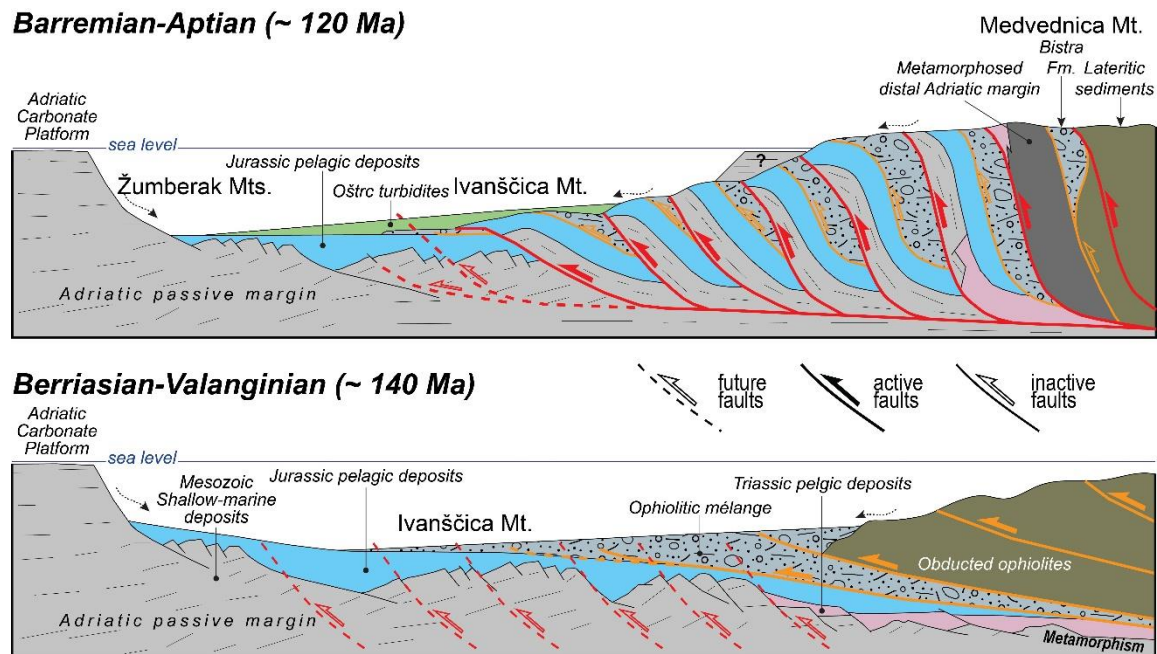 Barremian-Aptian (~ 120 Ma)
Medvednica Mt.
Bistra
Fm.
Lateritic
sediments
Metamorphosed
distal Adriatic margin
Adriatic
Carbonate
Platform
sea level
Jurassic pelagic deposits
Žumberak Mts.
Oštrc turbidites
Ivanščica Mt.
?
Adriatic passive margin
Berriasian-Valanginian (~ 140 Ma)
future
faults
active
faults
inactive
faults
Adriatic
Carbonate
Platform
sea level
Mesozoic
Shallow-marine
deposits
Jurassic pelagic deposits
Triassic pelgic deposits
Ivanščica Mt.
Ophiolitic mélange
Obducted ophiolites
Adriatic passive margin
Metamorphism